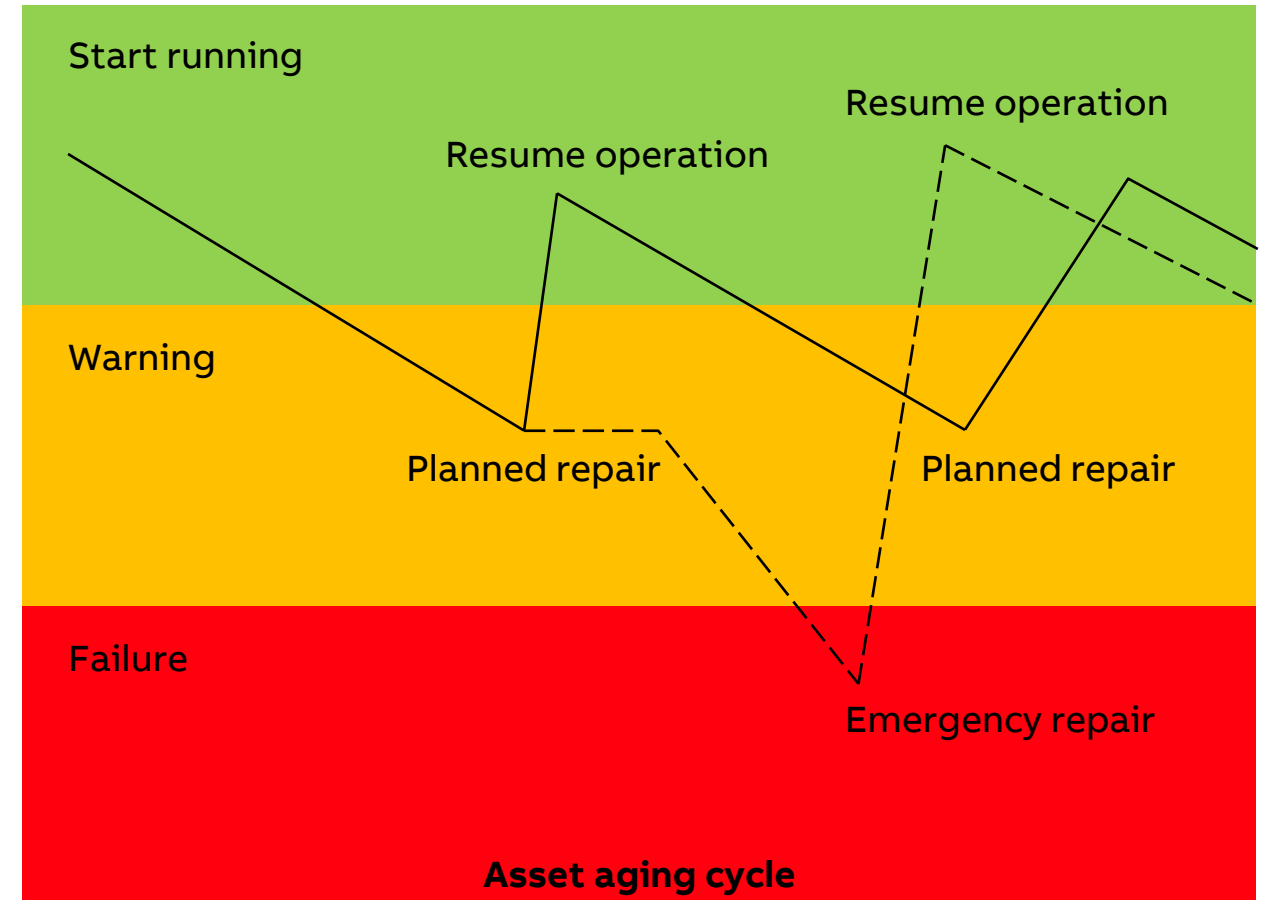 Start running
Resume operation
Resume operation
Warning
Planned repair
Planned repair
Failure
Emergency repair
Asset aging cycle